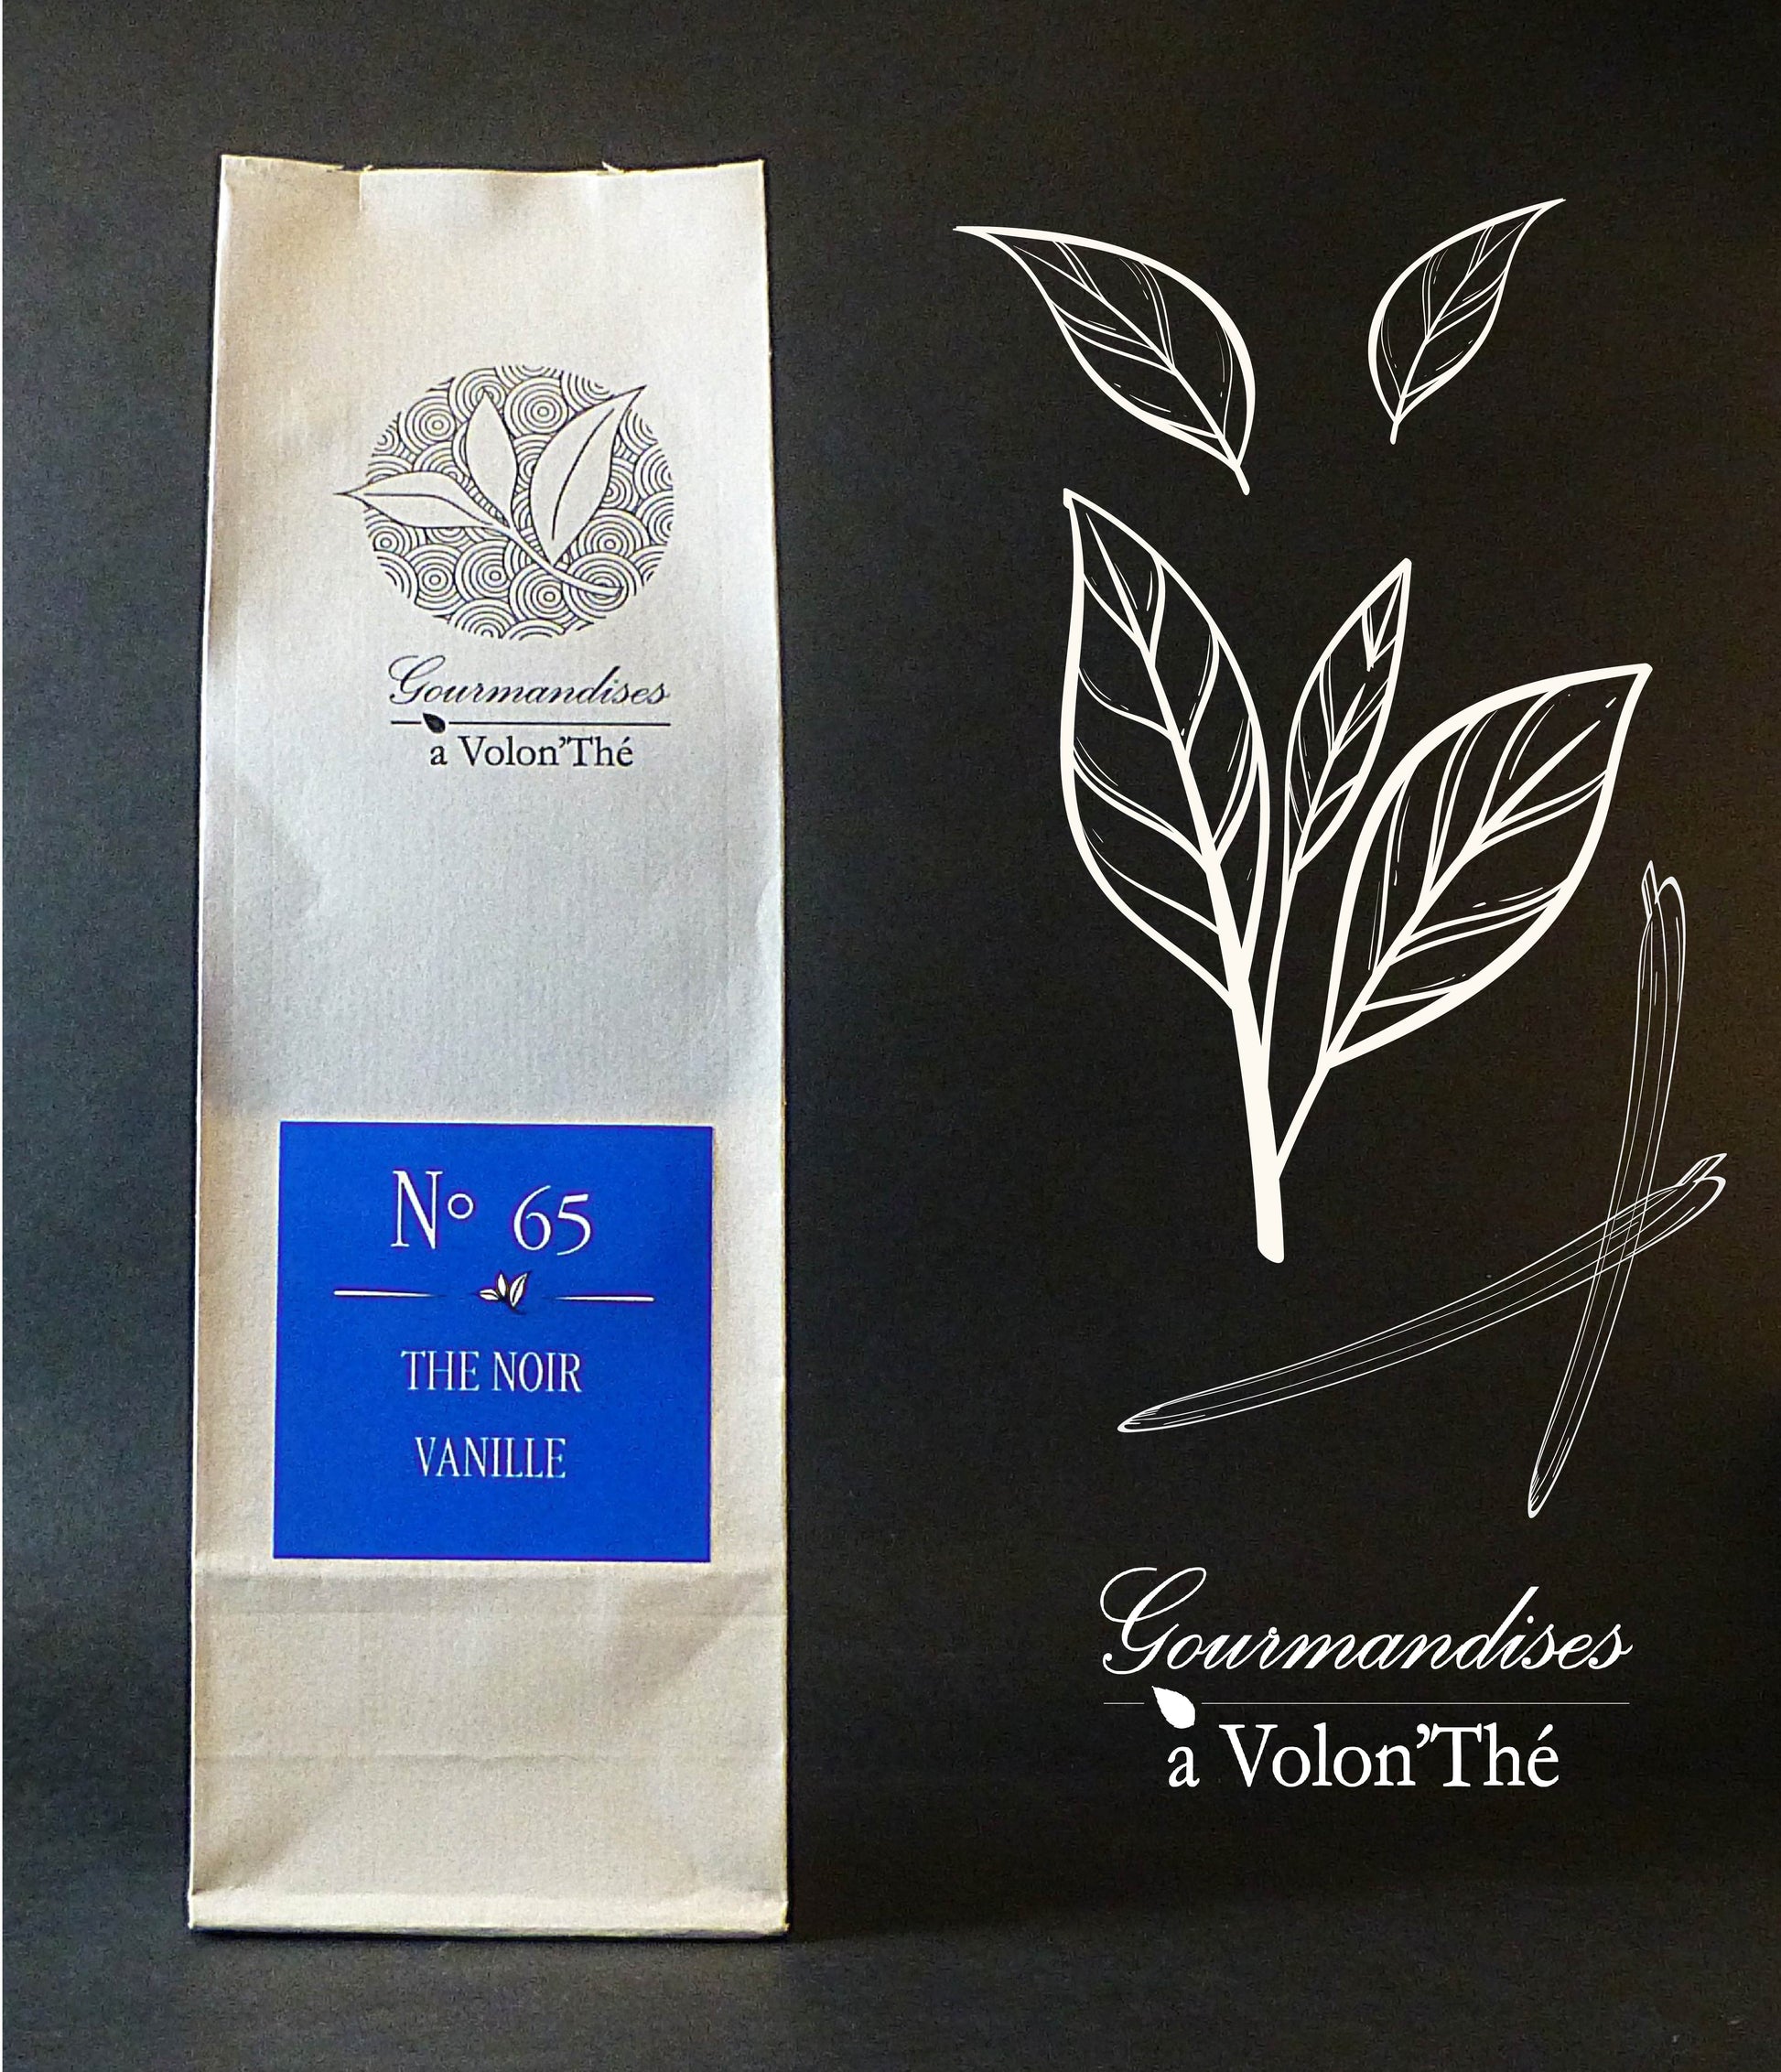 Gourmandises
a Volon'Thé
N° 65
THE NOIR
VANILLE
Gourmandises
a Volon'Thé